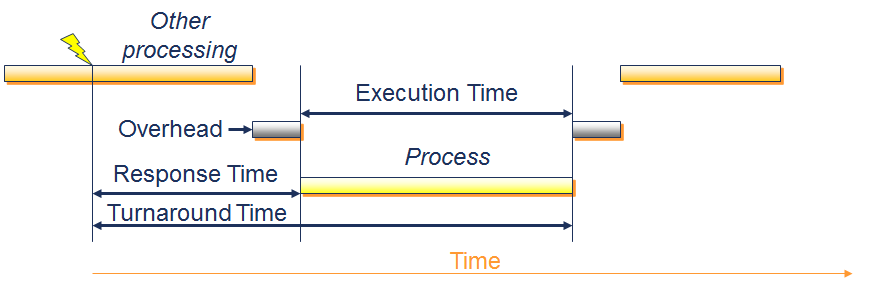 Other
processing
Execution Time
Overhead
Process
Response Time
Turnaround Time
Time